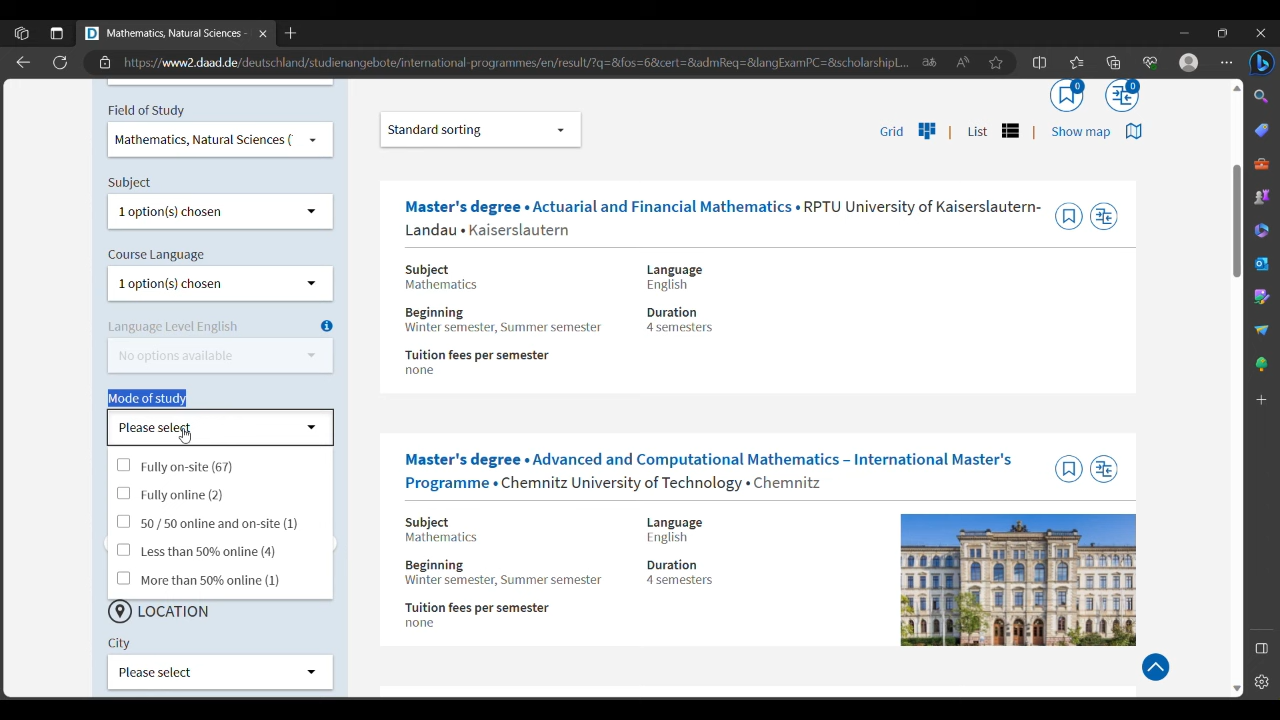 Mathematics, Natural Sciences -
https://www2.daad.de/deutschland/studienangebote/international-programmes/en/result/?q=&fos=6&cert=&admReq=&langExamPC=&scholarshipL...
Field of Study
Mathematics, Natural Sciences (
Subject
1 option(s) chosen
Course Language
1 option(s) chosen
Language Level English
No options available
Mode of study
Please select
Fully on-site (67)
Fully online (2)
50 / 50 online and on-site (1)
Less than 50% online (4)
More than 50% online (1)
LOCATION
City
Please select
0
0
Standard sorting
Grid | List | Show map
Master's degree • Actuarial and Financial Mathematics • RPTU University of Kaiserslautern-
Landau • Kaiserslautern
Subject
Mathematics
Language
English
Beginning
Winter semester, Summer semester
Duration
4 semesters
Tuition fees per semester
none
Master's degree • Advanced and Computational Mathematics – International Master's
Programme • Chemnitz University of Technology • Chemnitz
Subject
Mathematics
Language
English
Beginning
Winter semester, Summer semester
Duration
4 semesters
Tuition fees per semester
none